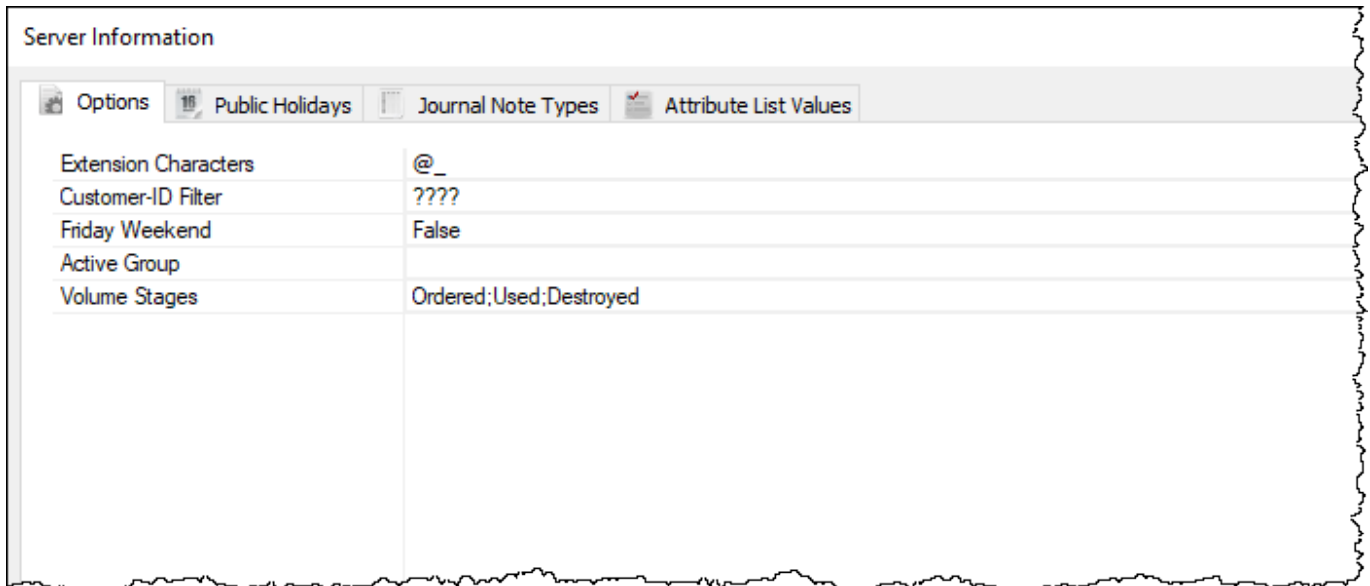 Server Information
Options Public Holidays Journal Note Types Attribute List Values
Extension Characters @_
Customer-ID Filter ????
Friday Weekend False
Active Group
Volume Stages Ordered;Used;Destroyed